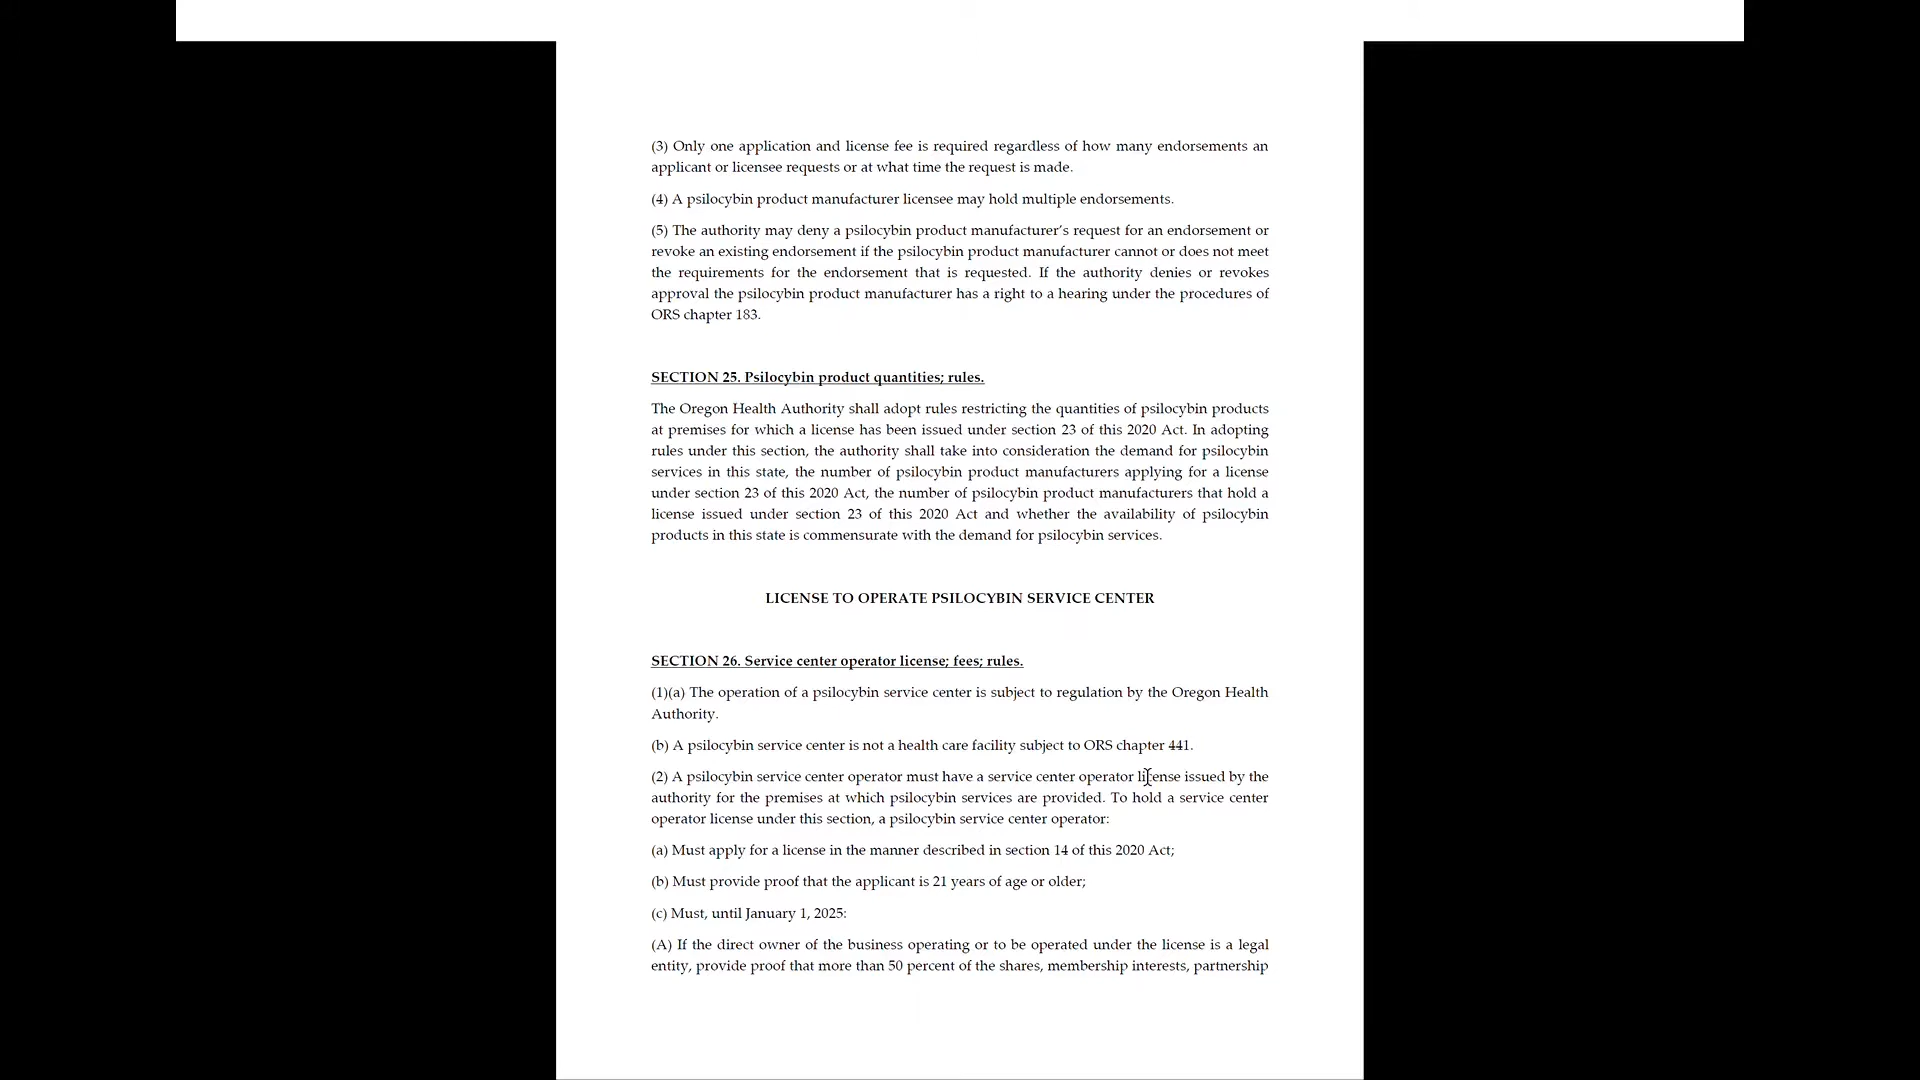 (3) Only one application and license fee is required regardless of how many endorsements an
applicant or licensee requests or at what time the request is made.
(4) A psilocybin product manufacturer licensee may hold multiple endorsements.
(5) The authority may deny a psilocybin product manufacturer’s request for an endorsement or
revoke an existing endorsement if the psilocybin product manufacturer cannot or does not meet
the requirements for the endorsement that is requested. If the authority denies or revokes
approval the psilocybin product manufacturer has a right to a hearing under the procedures of
ORS chapter 183.
SECTION 25. Psilocybin product quantities; rules.
The Oregon Health Authority shall adopt rules restricting the quantities of psilocybin products
at premises for which a license has been issued under section 23 of this 2020 Act. In adopting
rules under this section, the authority shall take into consideration the demand for psilocybin
services in this state, the number of psilocybin product manufacturers applying for a license
under section 23 of this 2020 Act, the number of psilocybin product manufacturers that hold a
license issued under section 23 of this 2020 Act and whether the availability of psilocybin
products in this state is commensurate with the demand for psilocybin services.
LICENSE TO OPERATE PSILOCYBIN SERVICE CENTER
SECTION 26. Service center operator license; fees; rules.
(1)(a) The operation of a psilocybin service center is subject to regulation by the Oregon Health
Authority.
(b) A psilocybin service center is not a health care facility subject to ORS chapter 441.
(2) A psilocybin service center operator must have a service center operator license issued by the
authority for the premises at which psilocybin services are provided. To hold a service center
operator license under this section, a psilocybin service center operator:
(a) Must apply for a license in the manner described in section 14 of this 2020 Act;
(b) Must provide proof that the applicant is 21 years of age or older;
(c) Must, until January 1, 2025:
(A) If the direct owner of the business operating or to be operated under the license is a legal
entity, provide proof that more than 50 percent of the shares, membership interests, partnership